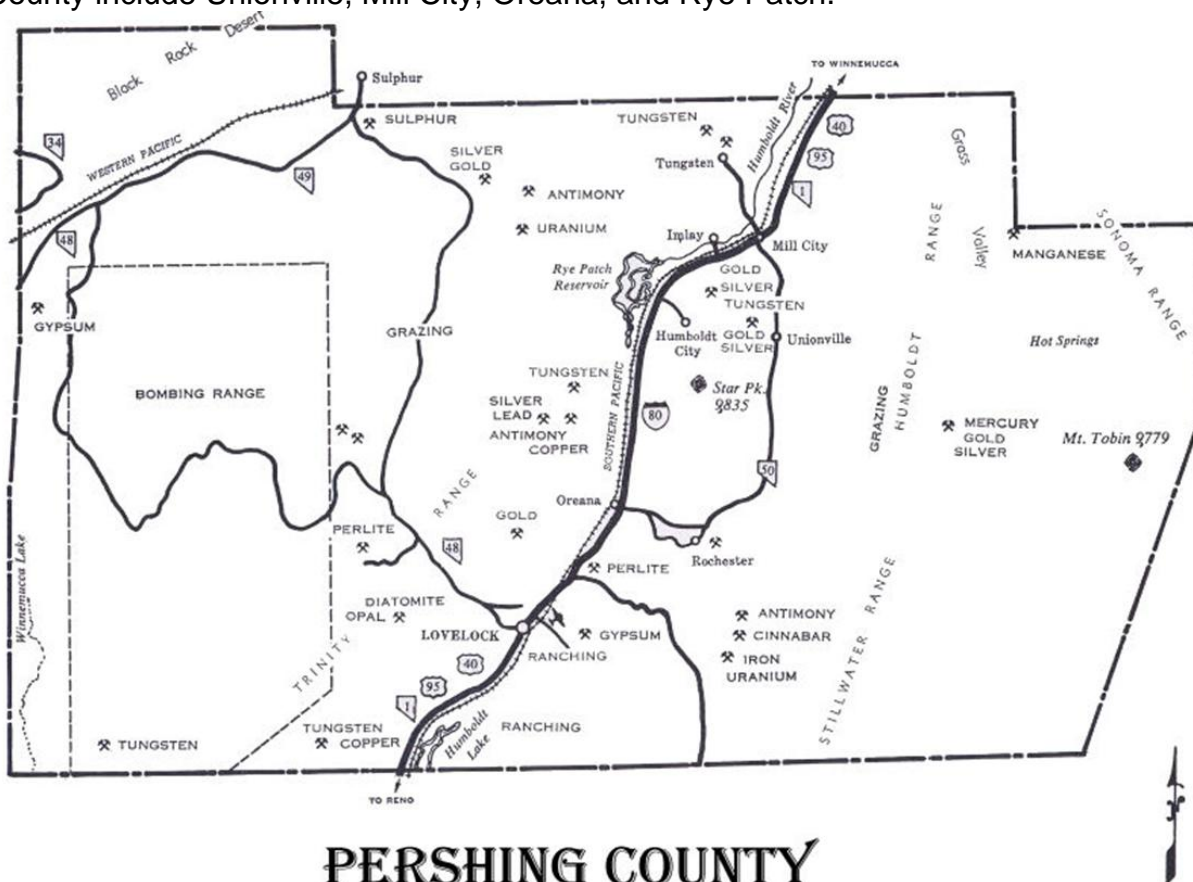 County include Unionville, Mill City, Oreana, and Rye Patch.
Black Rock Desert
TO WINNEMUCCA
Sulphur
SULPHUR
34
WESTERN PACIFIC
49
48
SILVER
GOLD
ANTIMONY
URANIUM
TUNGSTEN
Tungsten
Humboldt River
40
95
1
Grass
Valley
SONOMA RANGE
Imlay
Mill City
MANGANESE
Rye Patch
Reservoir
GOLD
SILVER
TUNGSTEN
GOLD
SILVER
Humboldt
City
Unionville
Hot Springs
GYPSUM
GRAZING
BOMBING RANGE
TUNGSTEN
SILVER
LEAD
ANTIMONY
COPPER
SOUTHERN PACIFIC
80
Star Pk.
9835
GRAZING
HUMBOLDT RANGE
MERCURY
GOLD
SILVER
Mt. Tobin 9779
50
Oreana
GOLD
PERLITE
48
Rochester
PERLITE
Winnemucca Lake
DIATOMITE
OPAL
LOVELOCK
GYPSUM
RANCHING
ANTIMONY
CINNABAR
IRON
URANIUM
STILLWATER RANGE
TRINITY RANGE
40
95
1
TUNGSTEN
TUNGSTEN
COPPER
Humboldt
Lake
RANCHING
TO RENO
PERSHING COUNTY